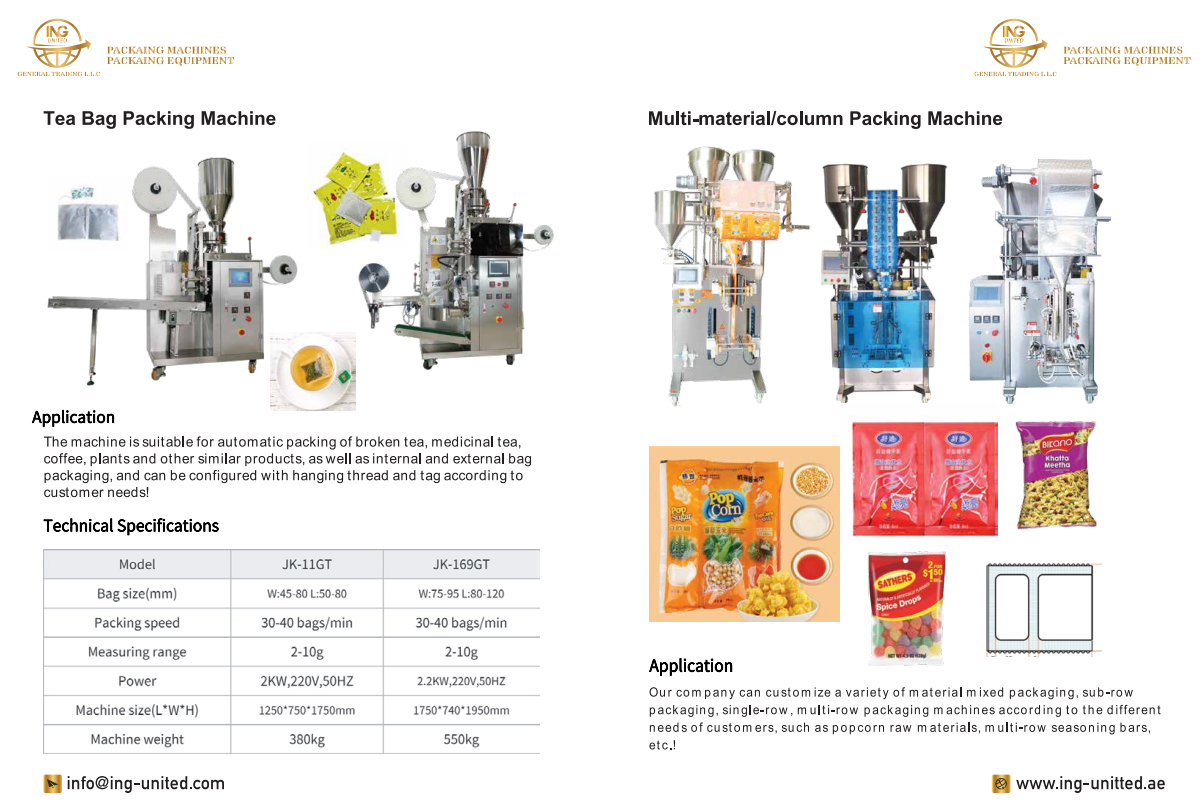 ING
UNITED
GENERAL TRADING L.L.C
PACKAING MACHINES
PACKAING EQUIPMENT
Tea Bag Packing Machine
Application
The machine is suitable for automatic packing of broken tea, medicinal tea,
coffee, plants and other similar products, as well as internal and external bag
packaging, and can be configured with hanging thread and tag according to
customer needs!
Technical Specifications
Model JK-11GT JK-169GT
Bag size(mm) W:45-80 L:50-80 W:75-95 L:80-120
Packing speed 30-40 bags/min 30-40 bags/min
Measuring range 2-10g 2-10g
Power 2KW,220V,50HZ 2.2KW,220V,50HZ
Machine size(L*W*H) 1250*750*1750mm 1750*740*1950mm
Machine weight 380kg 550kg
info@ing-united.com
ING
UNITED
GENERAL TRADING L.L.C
PACKAING MACHINES
PACKAING EQUIPMENT
Multi-material/column Packing Machine
Pop
Corn
Pop
Sugar
BIKANO
Khatta
Meetha
2 FOR
$1.50
SATHERS
Spice Drops
Application
Our company can customize a variety of material mixed packaging, sub-row
packaging, single-row, multi-row packaging machines according to the different
needs of customers, such as popcorn raw materials, multi-row seasoning bars,
etc.!
www.ing-unitted.ae